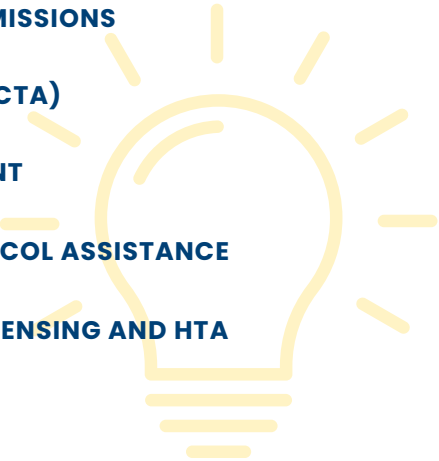 MISSIONS
CTA)
NT
COL ASSISTANCE
ENSING AND HTA